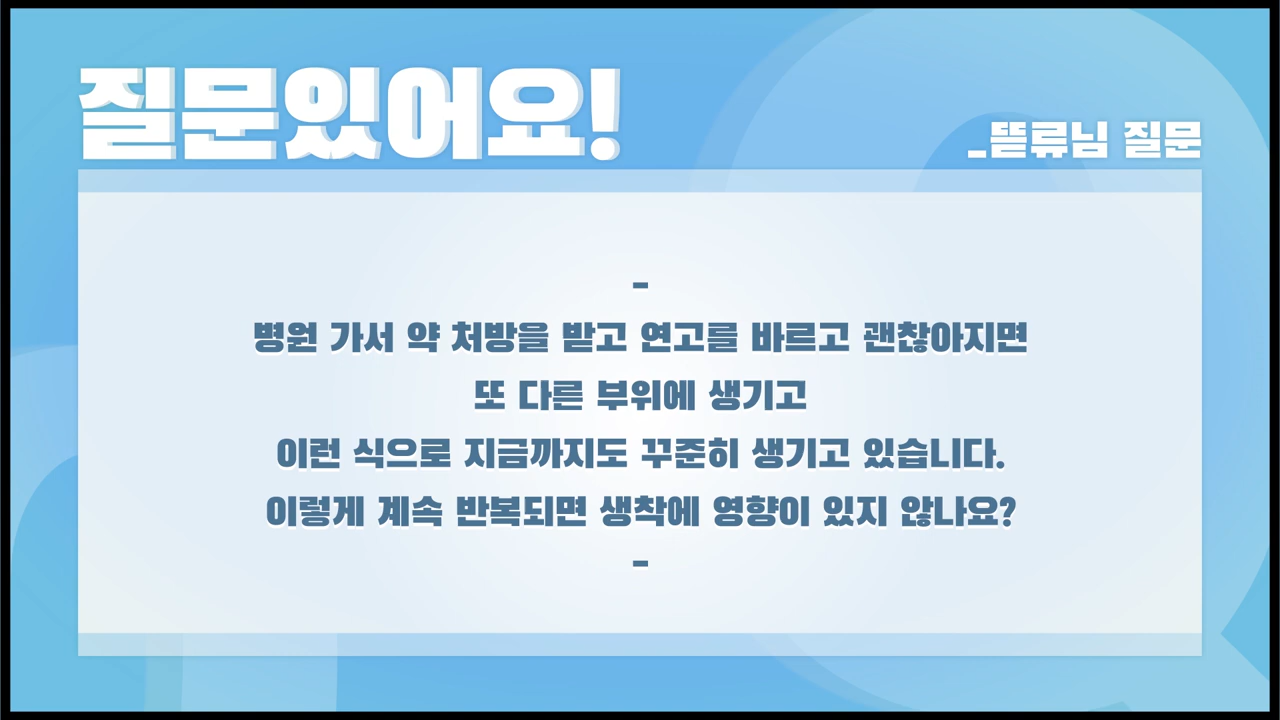 질문있어요!
_뜯류님 질문
-
병원 가서 약 처방을 받고 연고를 바르고 괜찮아지면
또 다른 부위에 생기고
이런 식으로 지금까지도 꾸준히 생기고 있습니다.
이렇게 계속 반복되면 생착에 영향이 있지 않나요?
-